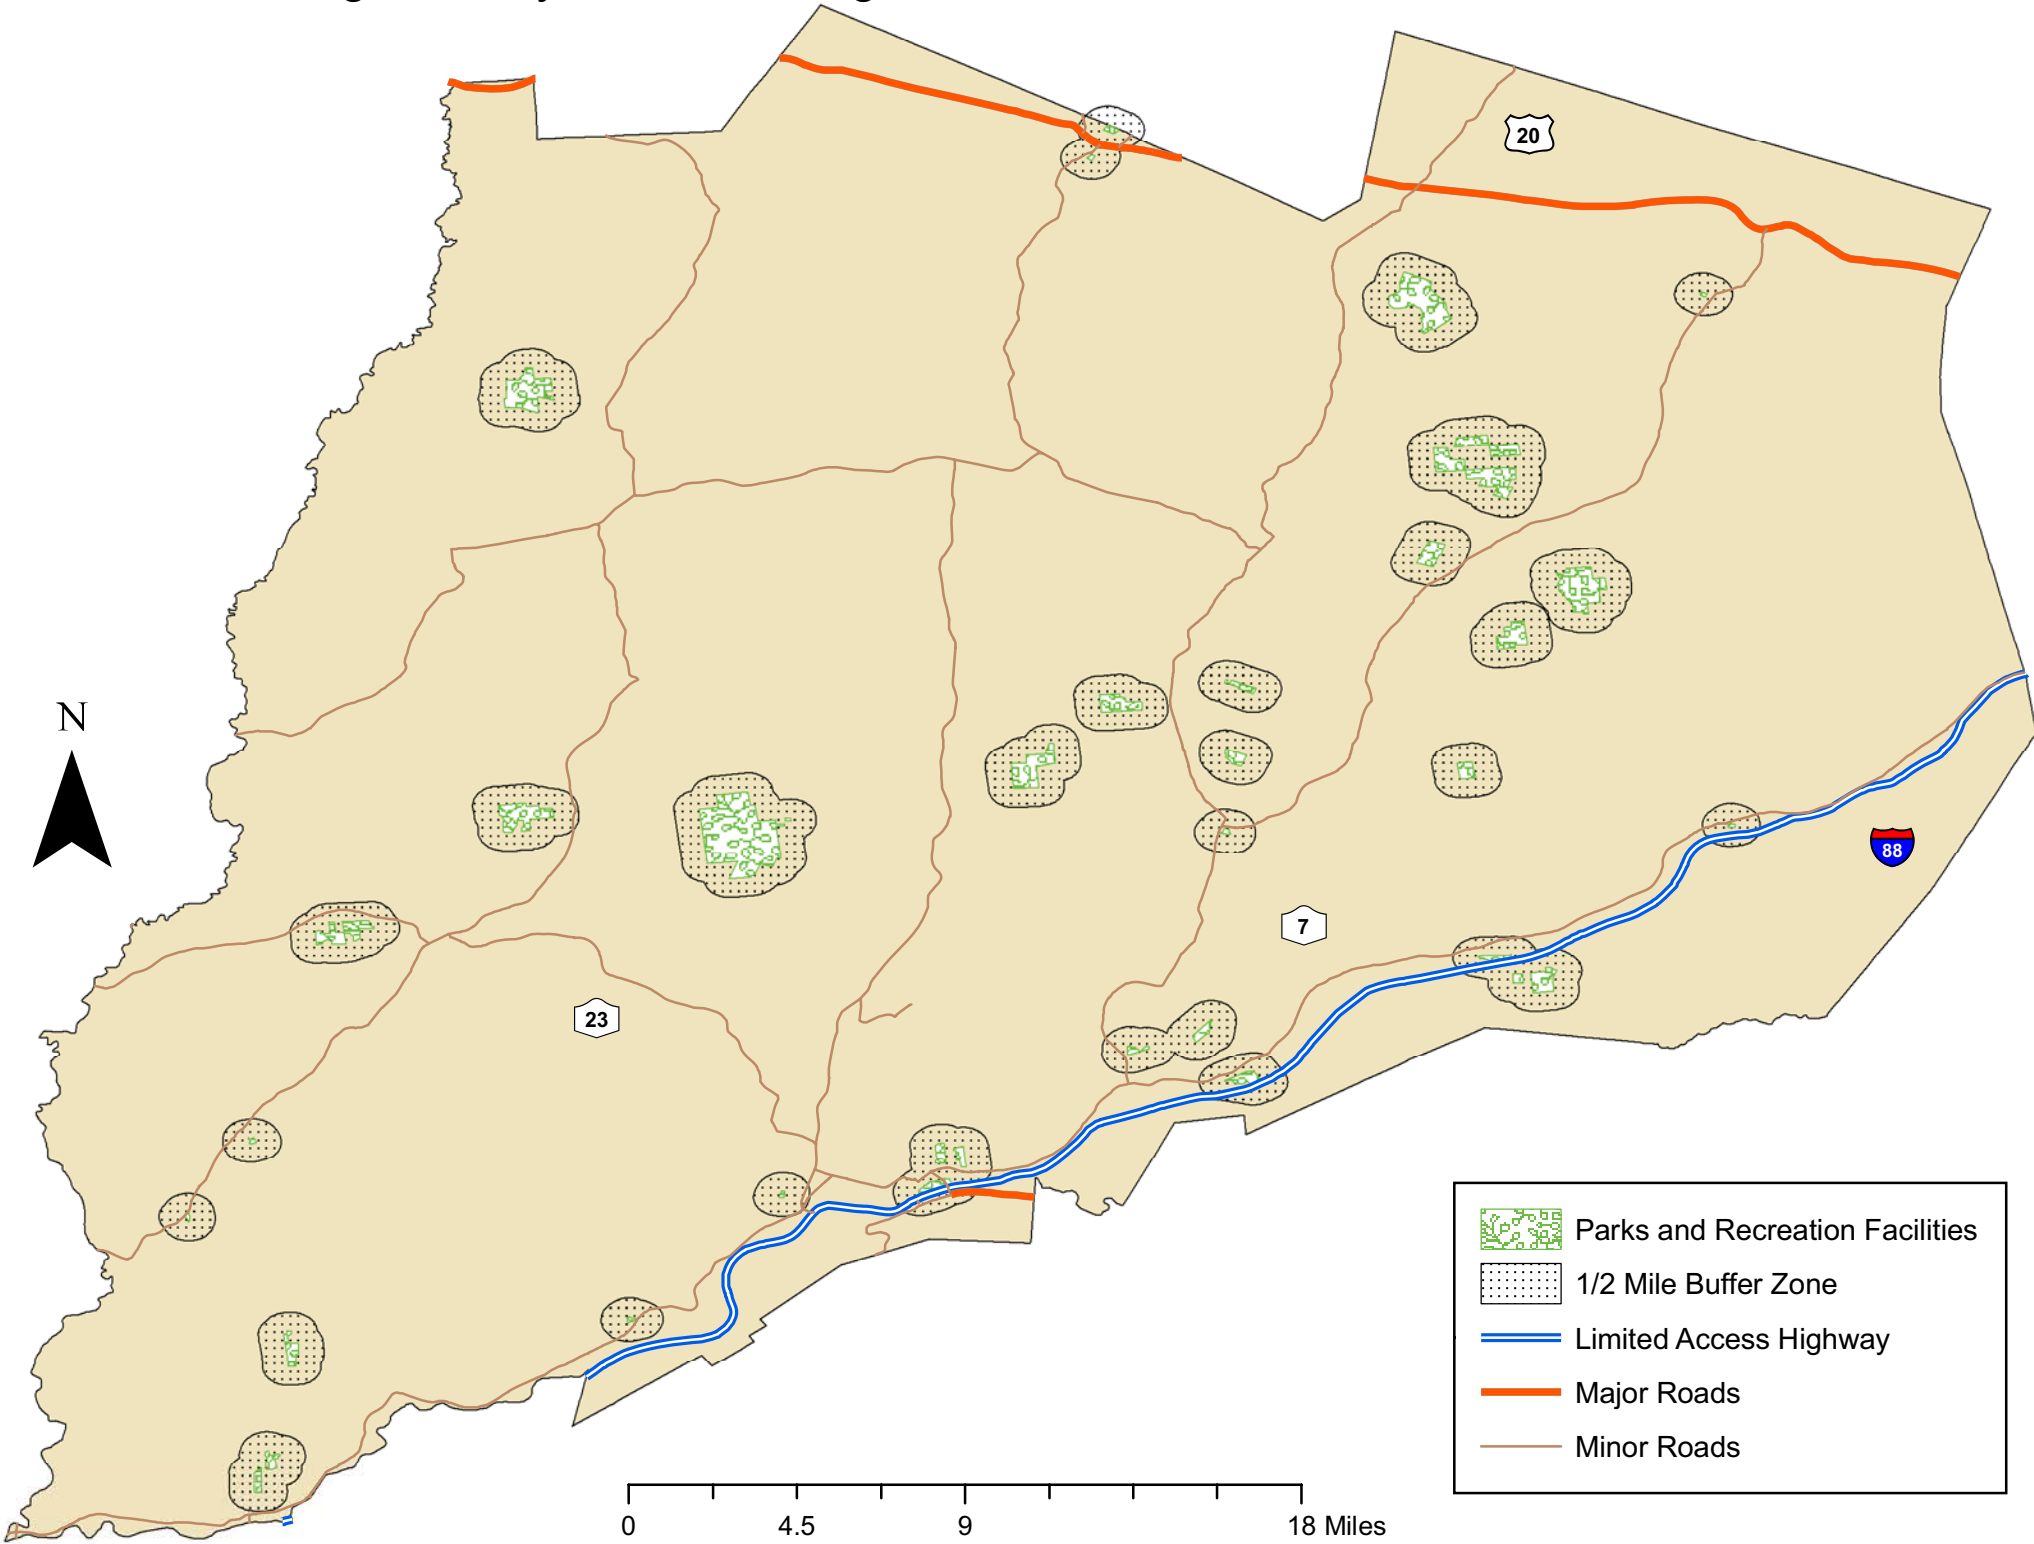 20
N
88
7
23
Parks and Recreation Facilities
1/2 Mile Buffer Zone
Limited Access Highway
Major Roads
Minor Roads
0 4.5 9 18 Miles